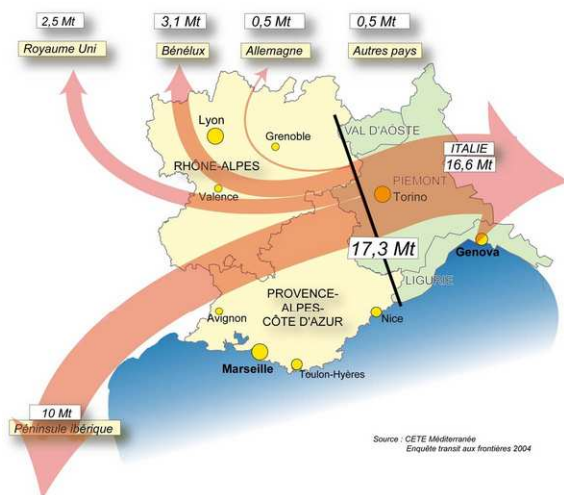 2,5 Mt
3,1 Mt
0,5 Mt
0,5 Mt
Royaume Uni
Bénélux
Allemagne
Autres pays
Lyon
Grenoble
VAL D'AÔSTE
RHÔNE-ALPES
ITALIE
16,6 Mt
Valence
PIEMONT
Torino
17,3 Mt
Genova
LIGURIE
PROVENCE-
ALPES-
CÔTE D'AZUR
Avignon
Nice
Marseille
Toulon-Hyères
10 Mt
Péninsule Ibérique
Source : CETE Méditerranée
Enquête transit aux frontières 2004